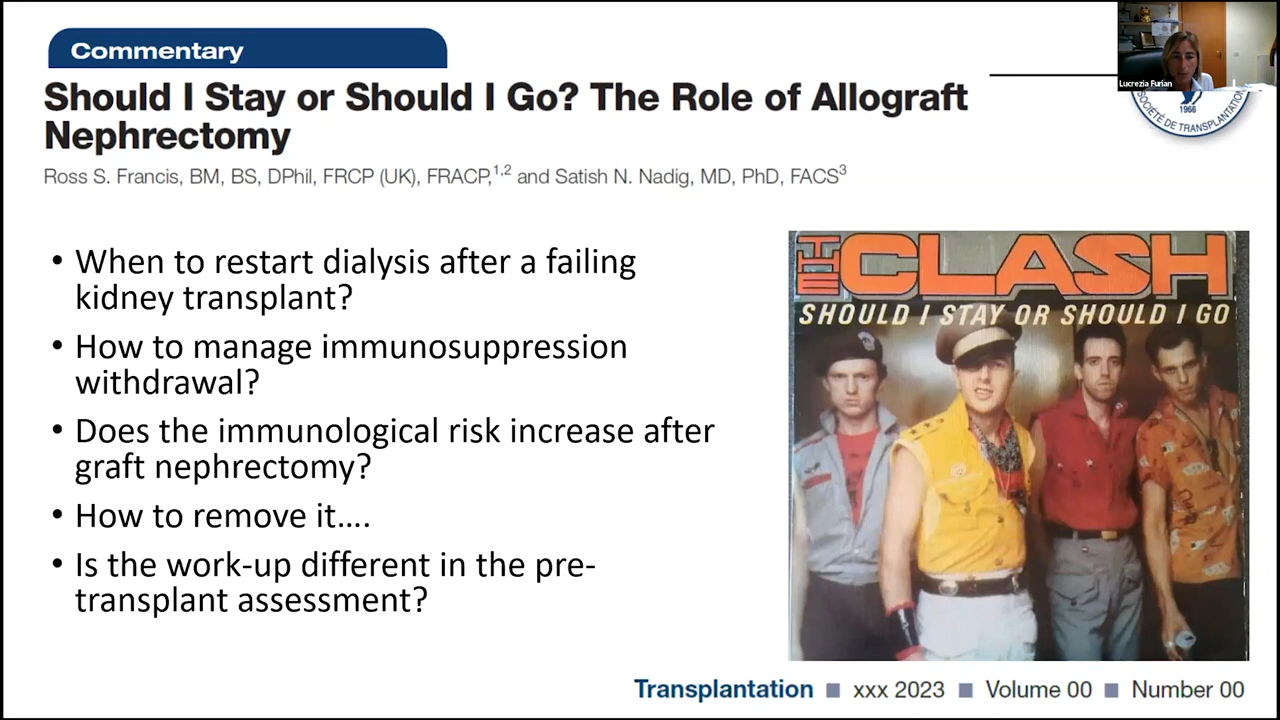 Commentary
Should I Stay or Should I Go? The Role of Allograft
Nephrectomy
Ross S. Francis, BM, BS, DPhil, FRCP (UK), FRACP,1,2 and Satish N. Nadig, MD, PhD, FACS3
Lucrezia Furian
1966
SOCIÉTÉ DE TRANSPLANTATION
• When to restart dialysis after a failing
kidney transplant?
• How to manage immunosuppression
withdrawal?
• Does the immunological risk increase after
graft nephrectomy?
• How to remove it....
• Is the work-up different in the pre-
transplant assessment?
THE CLASH
SHOULD I STAY OR SHOULD I GO
Transplantation ■ xxx 2023 ■ Volume 00 ■ Number 00